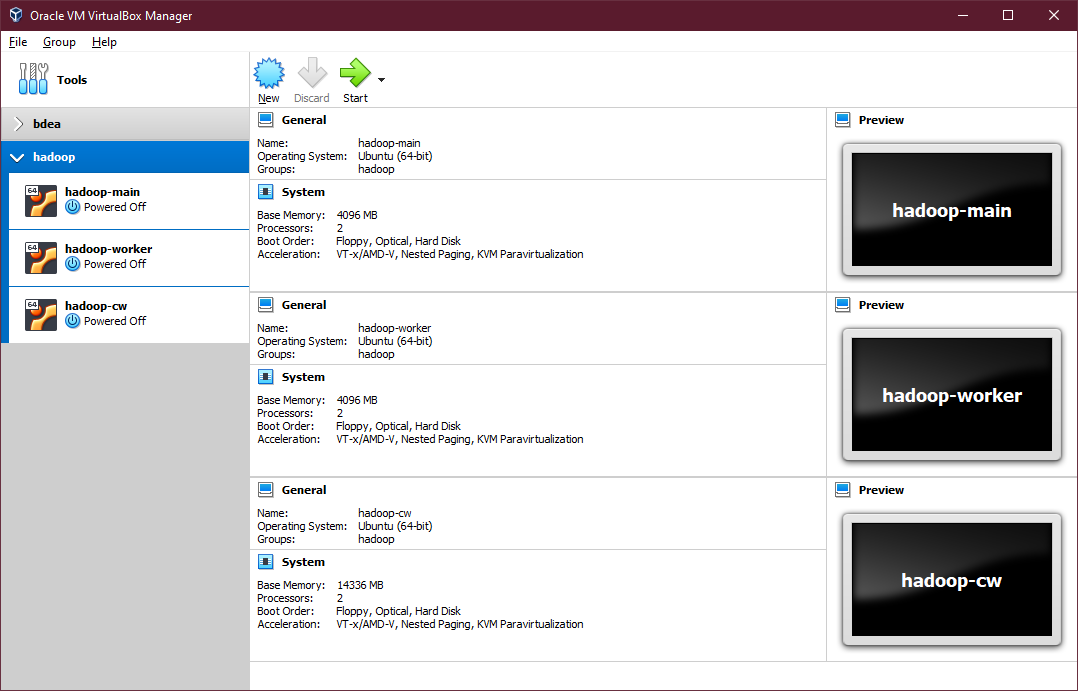 Oracle VM VirtualBox Manager
File Group Help
Tools
New Discard Start
bdea
hadoop
64
hadoop-main
Powered Off
64
hadoop-worker
Powered Off
64
hadoop-cw
Powered Off
General
Name: hadoop-main
Operating System: Ubuntu (64-bit)
Groups: hadoop
System
Base Memory: 4096 MB
Processors: 2
Boot Order: Floppy, Optical, Hard Disk
Acceleration: VT-x/AMD-V, Nested Paging, KVM Paravirtualization
Preview
hadoop-main
General
Name: hadoop-worker
Operating System: Ubuntu (64-bit)
Groups: hadoop
System
Base Memory: 4096 MB
Processors: 2
Boot Order: Floppy, Optical, Hard Disk
Acceleration: VT-x/AMD-V, Nested Paging, KVM Paravirtualization
Preview
hadoop-worker
General
Name: hadoop-cw
Operating System: Ubuntu (64-bit)
Groups: hadoop
System
Base Memory: 14336 MB
Processors: 2
Boot Order: Floppy, Optical, Hard Disk
Acceleration: VT-x/AMD-V, Nested Paging, KVM Paravirtualization
Preview
hadoop-cw